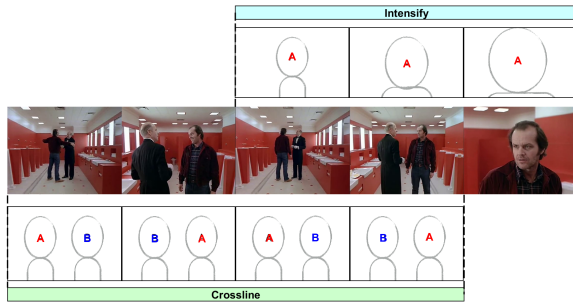 Intensify
A A A
A B B A A B B A
Crossline